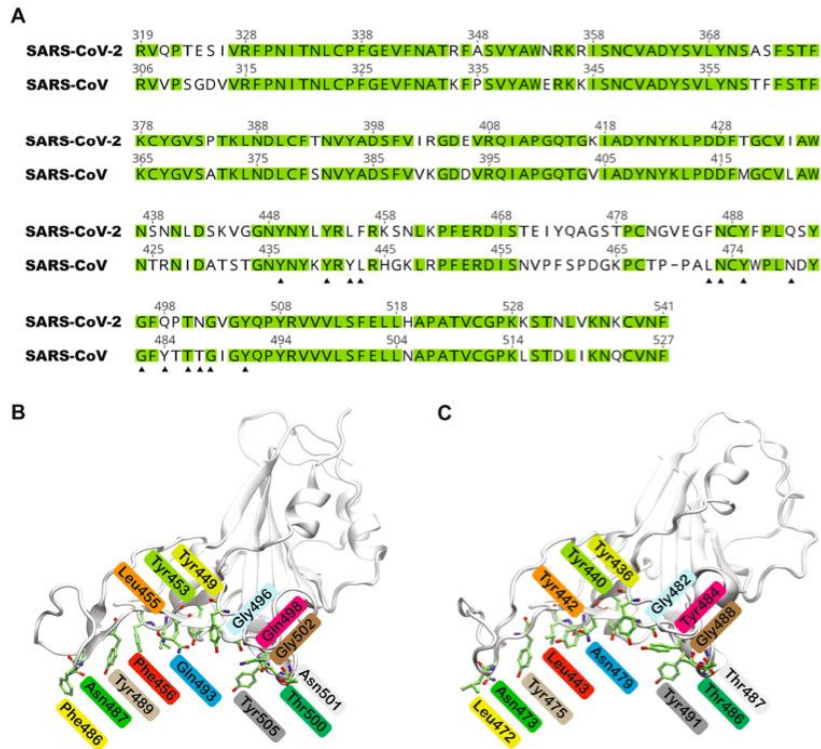 A
319 328 338 348 358 368
SARS-CoV-2 RVQPTESIVRFPNITNLCPFGEVFNATRFASVYAWNRKRISNCVADYSVLYNSASFSTF
306 315 325 335 345 355
SARS-CoV RVVPSGDVVRFPNITNLCPFGEVFNATKFPSVYAWERKKISNCVADYSVLYNSTFFSTF
378 388 398 408 418 428
SARS-CoV-2 KCYGVSPTKLNDLCFTNVYADSFVIRGDEVRQIAPGQTGKIADYNYKLPDDFTGCVIAW
365 375 385 395 405 415
SARS-CoV KCYGVSATKLNDLCFSNVYADSFVVKGDDVRQIAPGQTGVIADYNYKLPDDFMGCVLAW
438 448 458 468 478 488
SARS-CoV-2 NSNNLDSKVGGNYNYLYRLFRKSNLKPFERDISTEIYQAGSTPCNGVEGFNCYFPLQSY
425 435 445 455 465 474
SARS-CoV NTRNIDATSTGNYNYKYRYLRHGKLRPFERDISNVPFSPDGKPCTP-PALNCYWPLNDY
498 508 518 528 541
SARS-CoV-2 GFQPTNGVGYQPYRVVVLSFELLHAPATVCGPKKSTNLVKNKCVNF
484 494 504 514 527
SARS-CoV GFYTTTGIGYQPYRVVVLSFELLNAPATVCGPKLSTDLIKNQCVNF
B
Leu455
Tyr453
Tyr449
Gly496
Gln498
Gly502
Phe486
Asn487
Tyr489
Phe456
Gln493
Tyr505
Thr500
Asn501
C
Tyr442
Tyr440
Tyr436
Gly482
Tyr484
Gly488
Leu472
Asn473
Tyr475
Leu443
Asn479
Tyr491
Thr486
Thr487